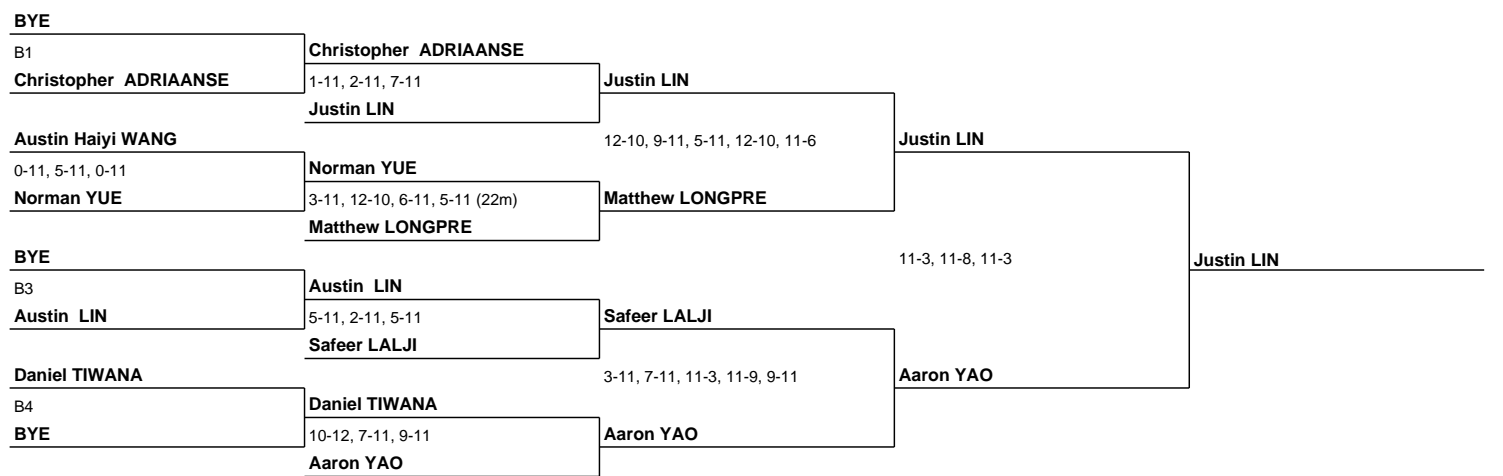 BYE
B1
Christopher ADRIAANSE
Christopher ADRIAANSE
1-11, 2-11, 7-11
Justin LIN
Justin LIN
Austin Haiyi WANG
0-11, 5-11, 0-11
Norman YUE
Norman YUE
3-11, 12-10, 6-11, 5-11 (22m)
Matthew LONGPRE
12-10, 9-11, 5-11, 12-10, 11-6
Matthew LONGPRE
Justin LIN
BYE
B3
Austin LIN
Austin LIN
5-11, 2-11, 5-11
Safeer LALJI
Safeer LALJI
Daniel TIWANA
B4
BYE
Daniel TIWANA
10-12, 7-11, 9-11
Aaron YAO
3-11, 7-11, 11-3, 11-9, 9-11
Aaron YAO
Aaron YAO
11-3, 11-8, 11-3
Justin LIN